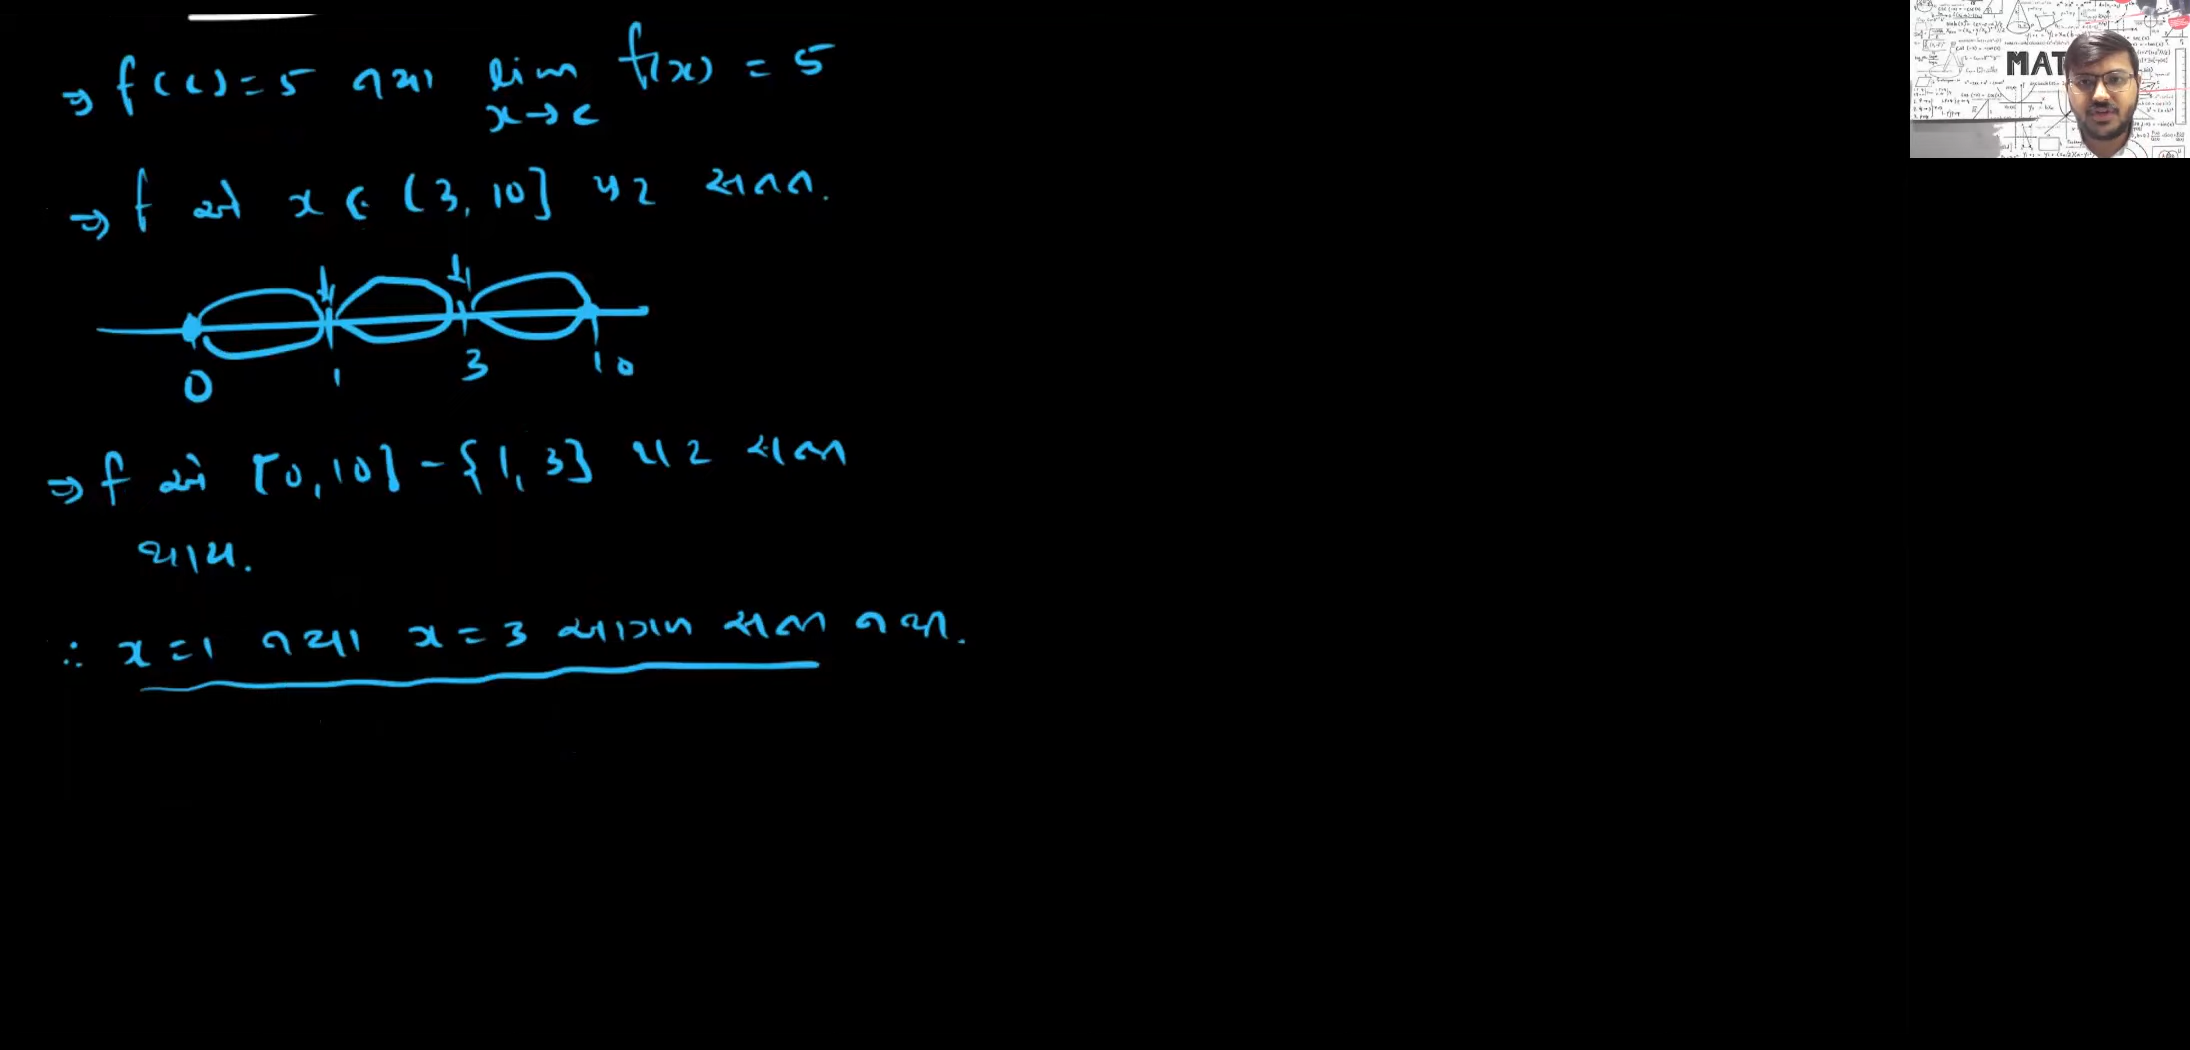 ⇒ f(c) = 5 તથા lim f(x) = 5
x→c
⇒ f એ x ∈ (3, 10] પર સતત.
0 1 3 10
⇒ f એ [0, 10] - {1, 3} પર સતત
થાય.
∴ x = 1 તથા x = 3 આગળ સતત નથી.
MAT